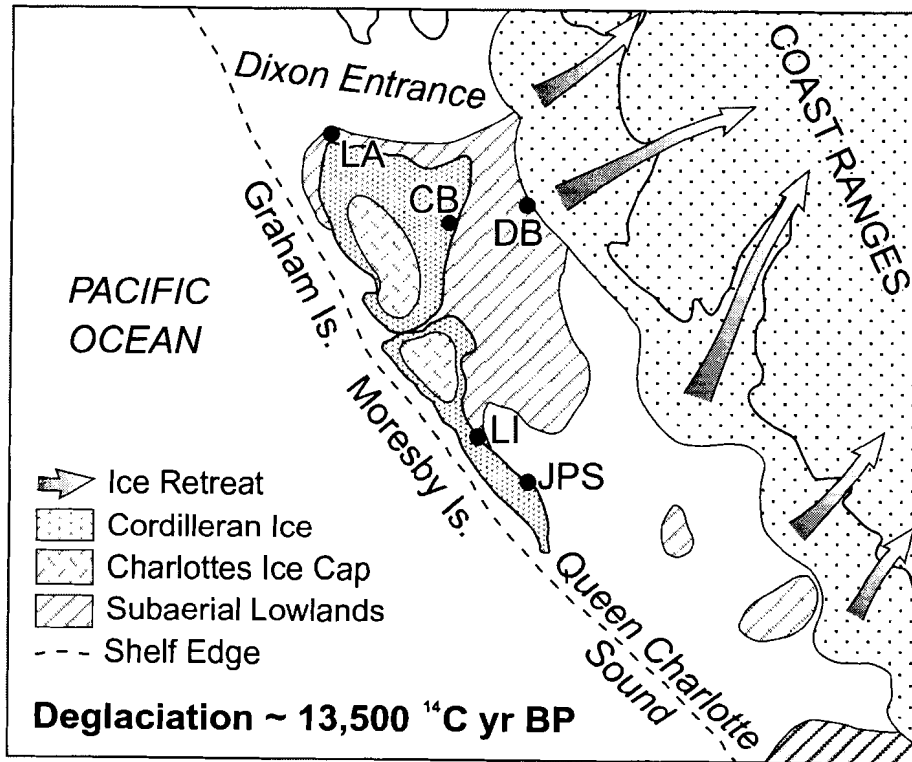 Dixon Entrance
COAST RANGES
LA
CB
DB
Graham Is.
PACIFIC
OCEAN
Moresby Is.
LI
JPS
Queen Charlotte
Sound
Ice Retreat
Cordilleran Ice
Charlottes Ice Cap
Subaerial Lowlands
Shelf Edge
Deglaciation ~ 13,500 ¹⁴C yr BP